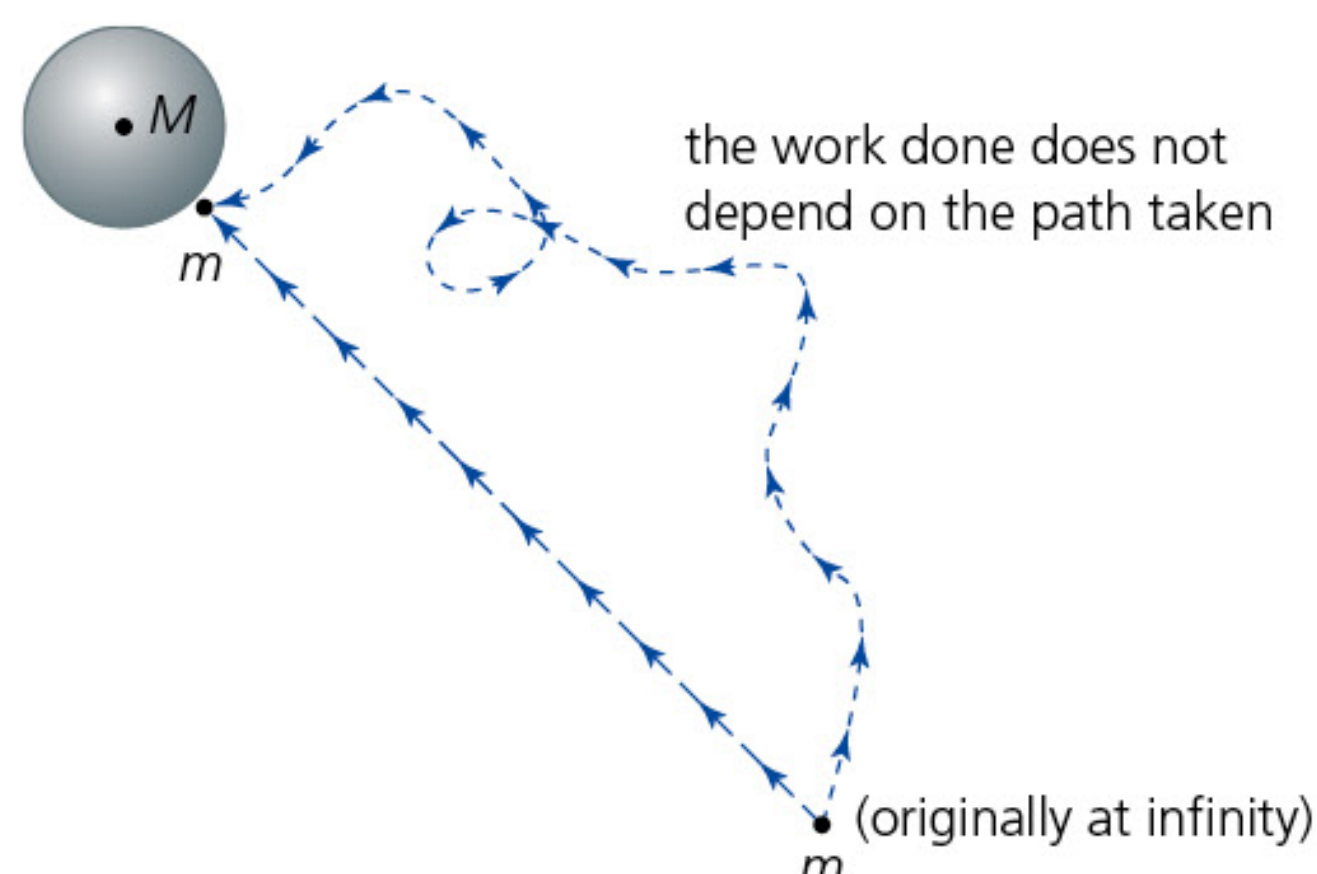 M
the work done does not
depend on the path taken
m
(originally at infinity)
m